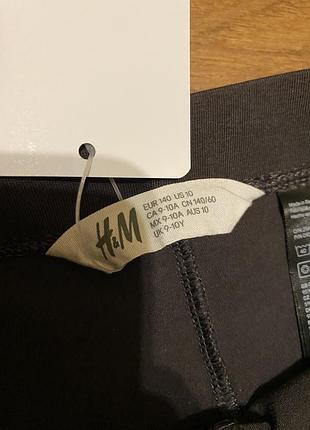 H&M
EUR 140 US 10
CA 9-10A CN 140/60
MX 9-10A AUS 10
UK 9-10Y